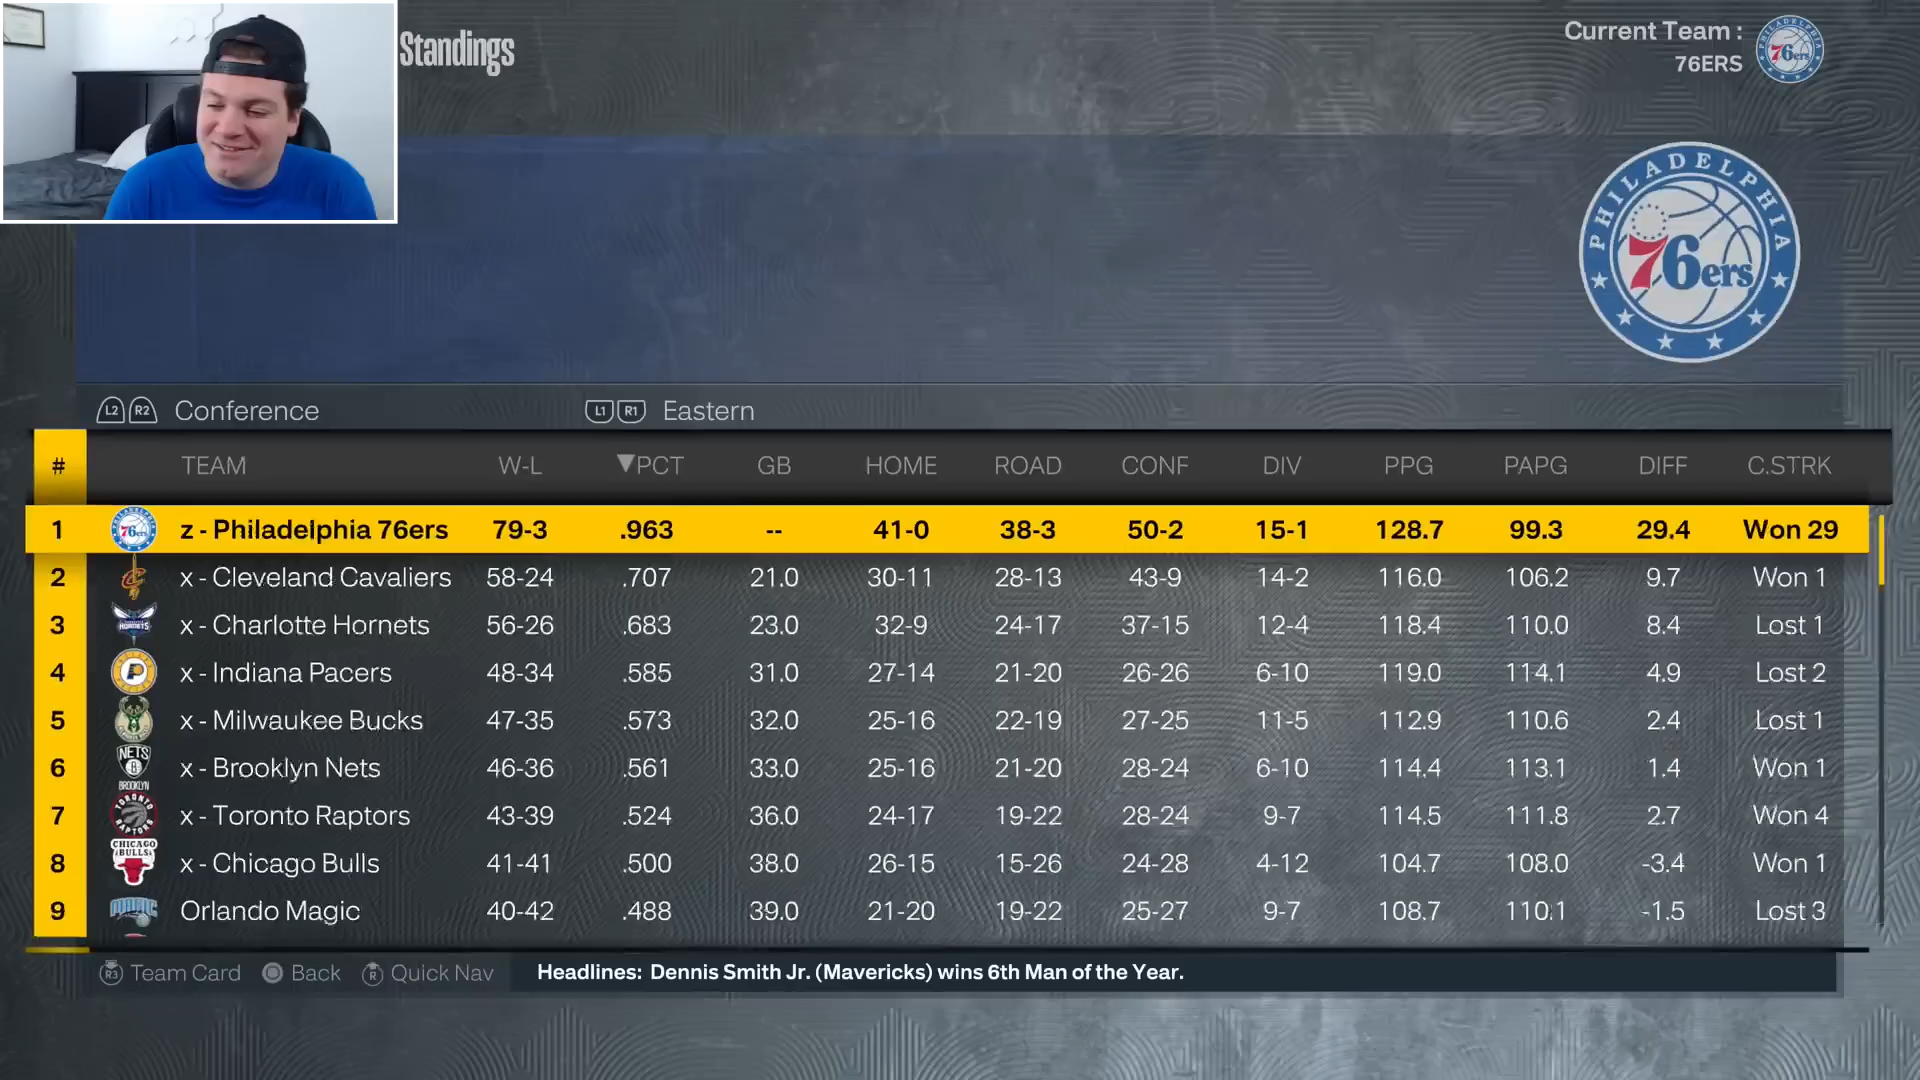 Standings
Current Team :
76ERS
PHILADELPHIA
76ers
L2 R2 Conference
L1 R1 Eastern
# TEAM W-L ▼PCT GB HOME ROAD CONF DIV PPG PAPG DIFF C.STRK
1 z - Philadelphia 76ers 79-3 .963 -- 41-0 38-3 50-2 15-1 128.7 99.3 29.4 Won 29
2 x - Cleveland Cavaliers 58-24 .707 21.0 30-11 28-13 43-9 14-2 116.0 106.2 9.7 Won 1
3 x - Charlotte Hornets 56-26 .683 23.0 32-9 24-17 37-15 12-4 118.4 110.0 8.4 Lost 1
4 x - Indiana Pacers 48-34 .585 31.0 27-14 21-20 26-26 6-10 119.0 114.1 4.9 Lost 2
5 x - Milwaukee Bucks 47-35 .573 32.0 25-16 22-19 27-25 11-5 112.9 110.6 2.4 Lost 1
6 x - Brooklyn Nets 46-36 .561 33.0 25-16 21-20 28-24 6-10 114.4 113.1 1.4 Won 1
7 x - Toronto Raptors 43-39 .524 36.0 24-17 19-22 28-24 9-7 114.5 111.8 2.7 Won 4
8 x - Chicago Bulls 41-41 .500 38.0 26-15 15-26 24-28 4-12 104.7 108.0 -3.4 Won 1
9 Orlando Magic 40-42 .488 39.0 21-20 19-22 25-27 9-7 108.7 110.1 -1.5 Lost 3
R3 Team Card Back R Quick Nav Headlines: Dennis Smith Jr. (Mavericks) wins 6th Man of the Year.